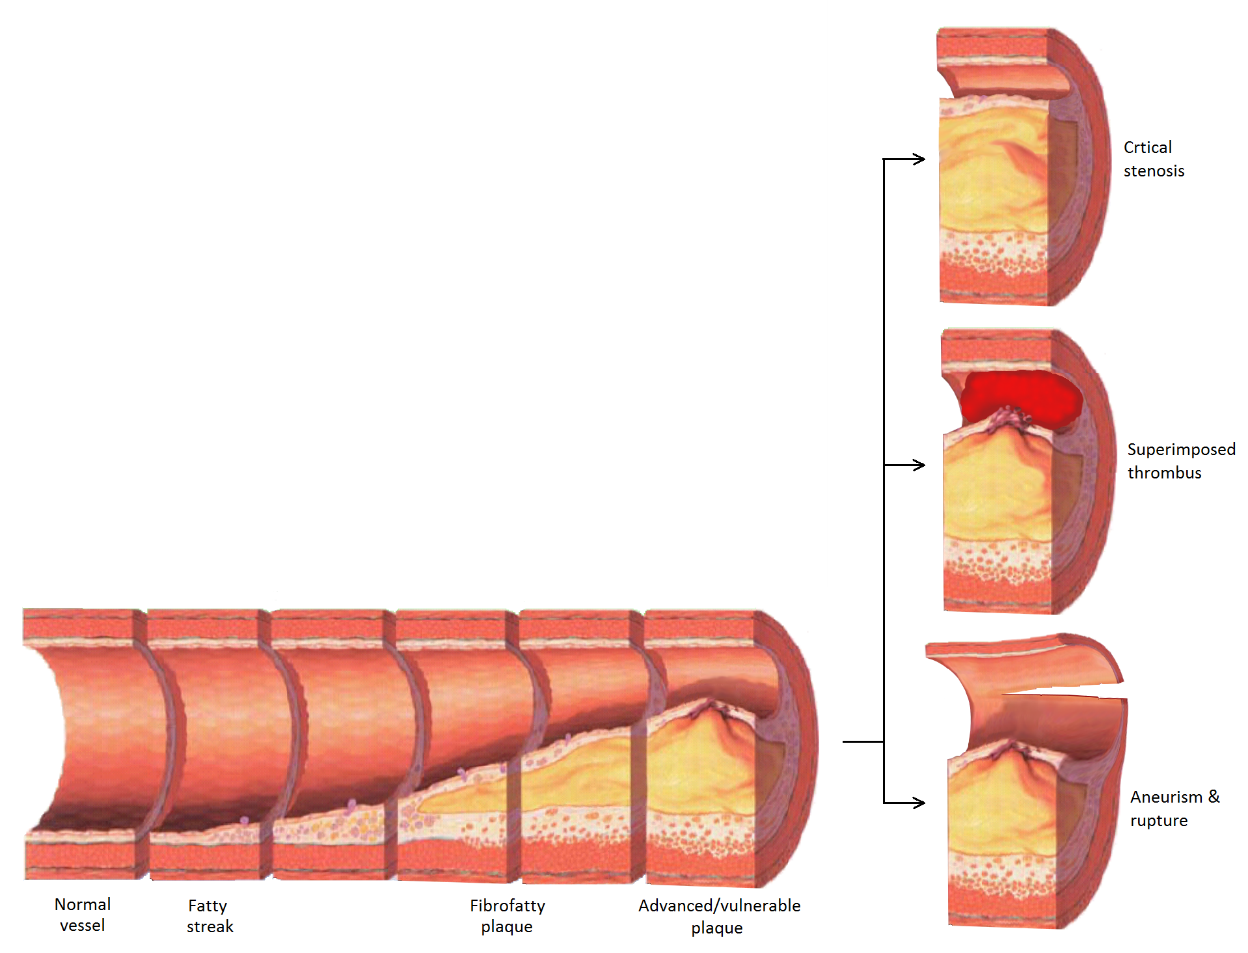 Crtical
stenosis
Superimposed
thrombus
Aneurism &
rupture
Normal
vessel
Fatty
streak
Fibrofatty
plaque
Advanced/vulnerable
plaque